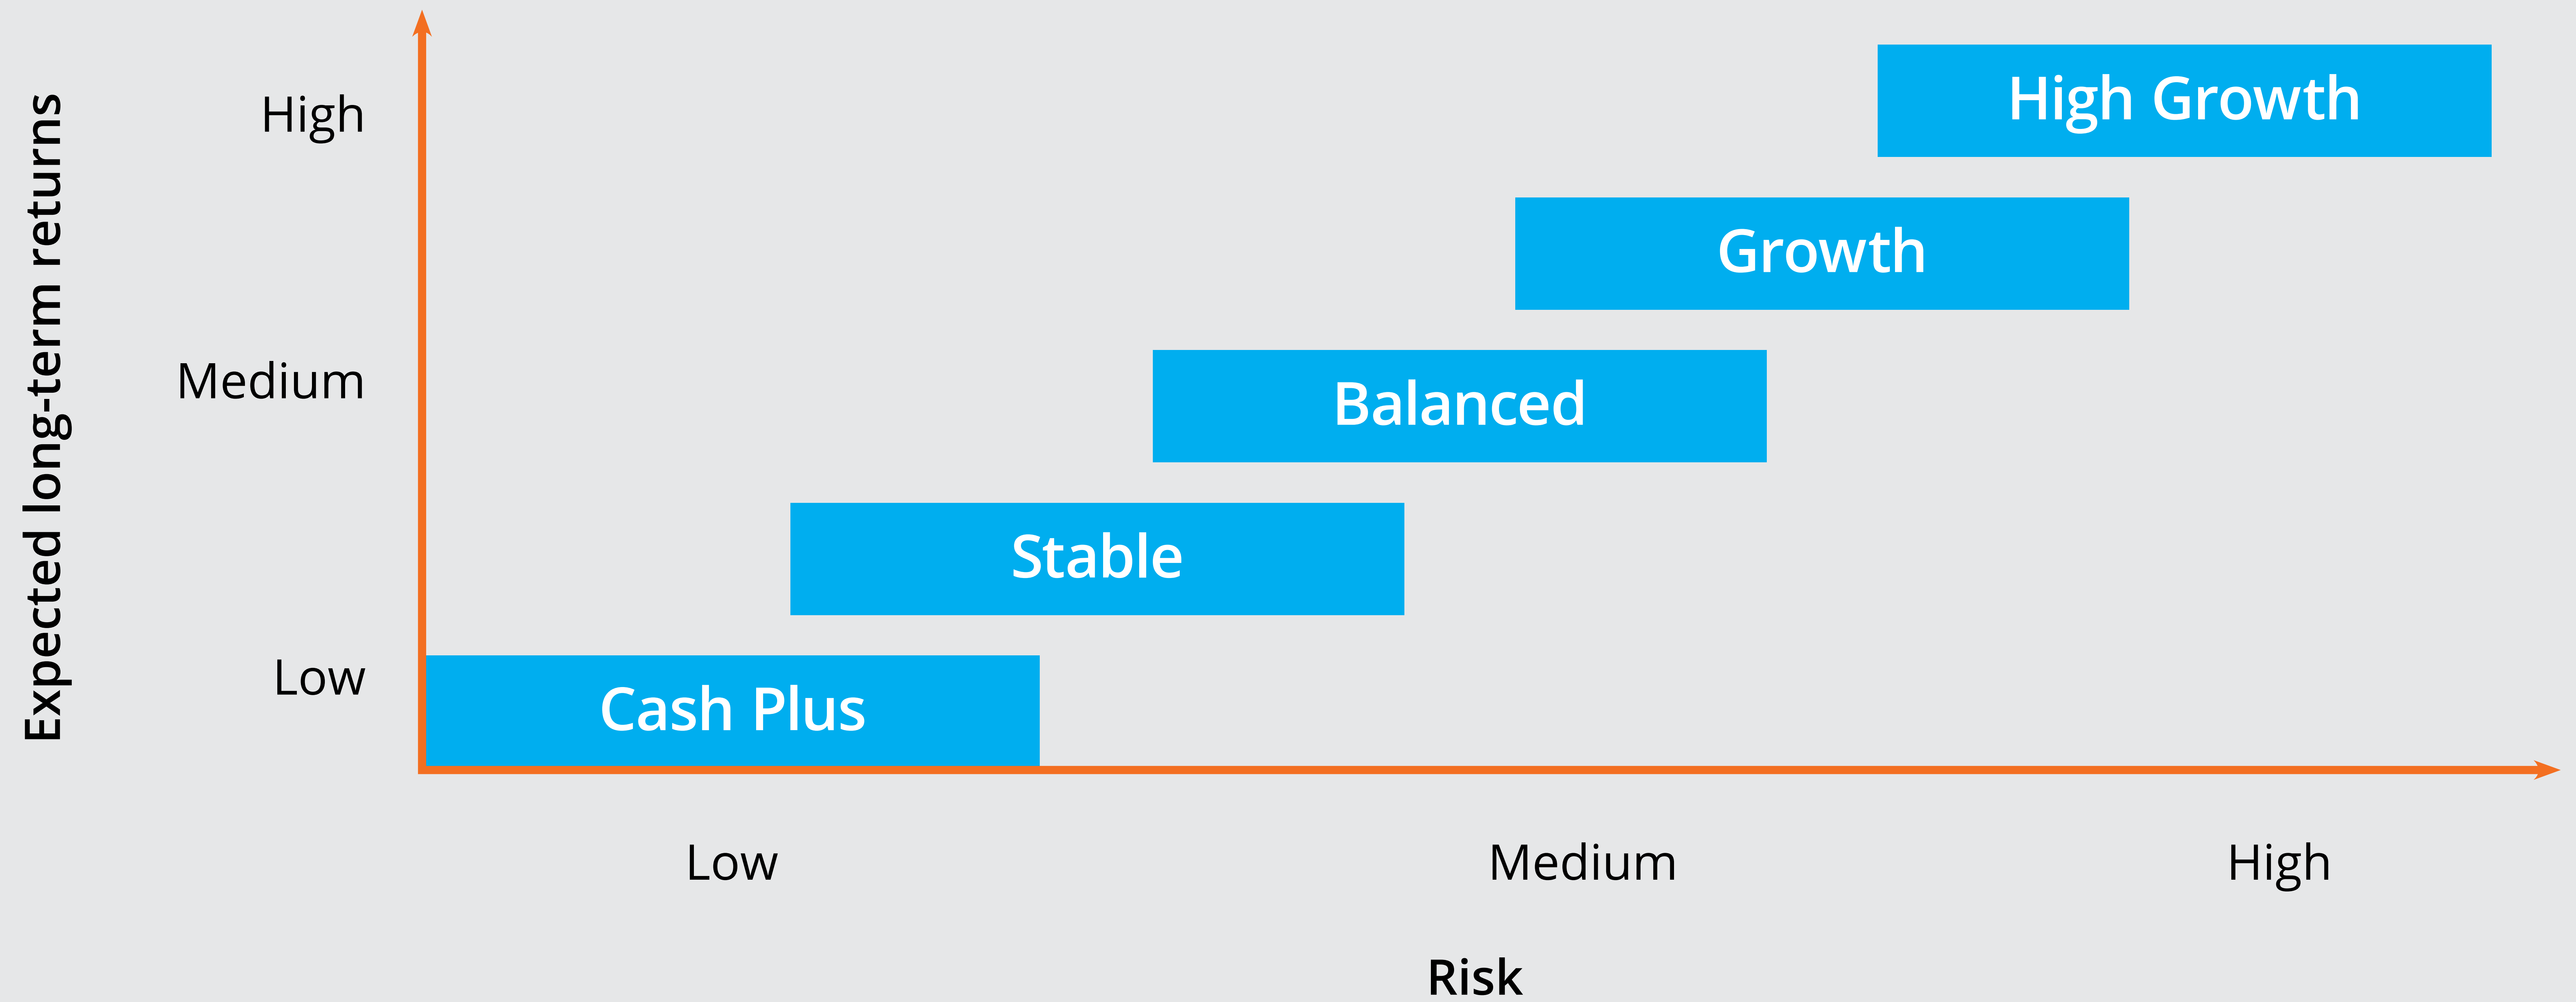 Expected long-term returns
High
Medium
Low
High Growth
Growth
Balanced
Stable
Cash Plus
Low
Medium
High
Risk